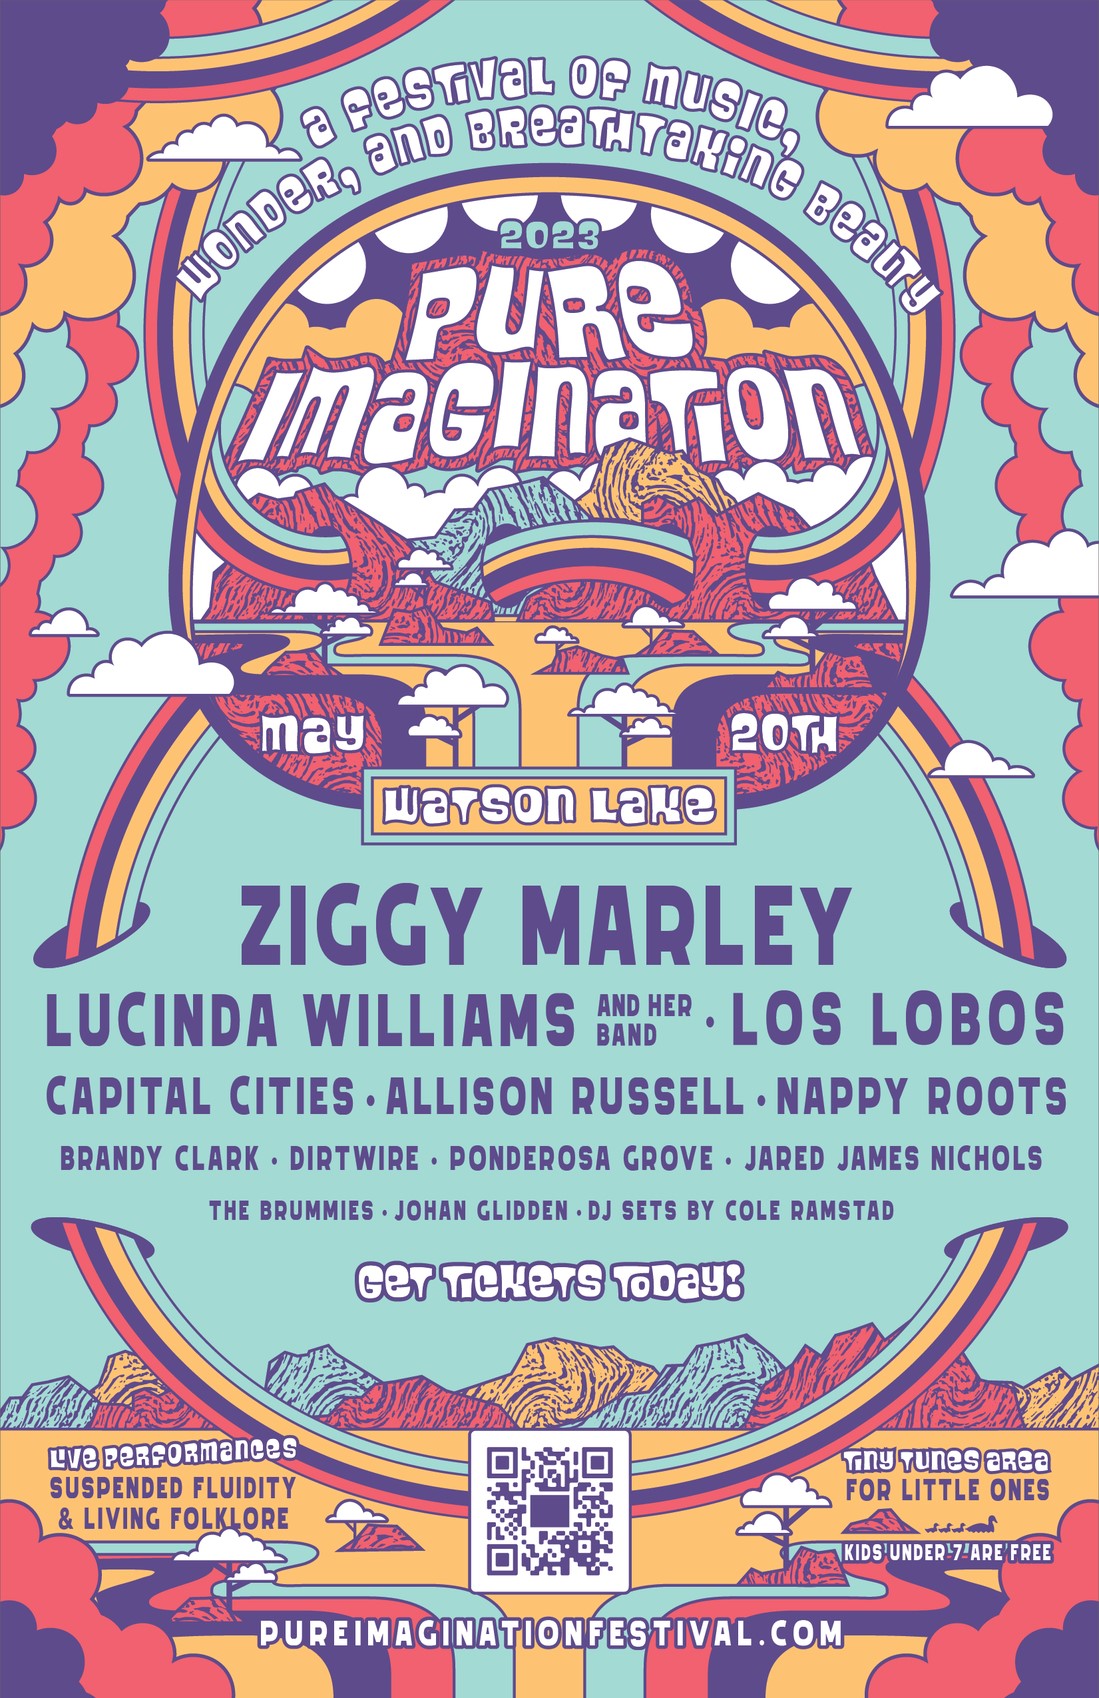 a festival of music,
wonder, and breathtaking beauty
2023
Pure
Imagination
May 20th
Watson Lake
ZIGGY MARLEY
LUCINDA WILLIAMS AND HER BAND • LOS LOBOS
CAPITAL CITIES • ALLISON RUSSELL • NAPPY ROOTS
BRANDY CLARK • DIRTWIRE • PONDEROSA GROVE • JARED JAMES NICHOLS
THE BRUMMIES • JOHAN GLIDDEN • DJ SETS BY COLE RAMSTAD
Get Tickets Today!
Live Performances
SUSPENDED FLUIDITY
& LIVING FOLKLORE
Tiny Tunes Area
FOR LITTLE ONES
KIDS UNDER 7 ARE FREE
PUREIMAGINATIONFESTIVAL.COM